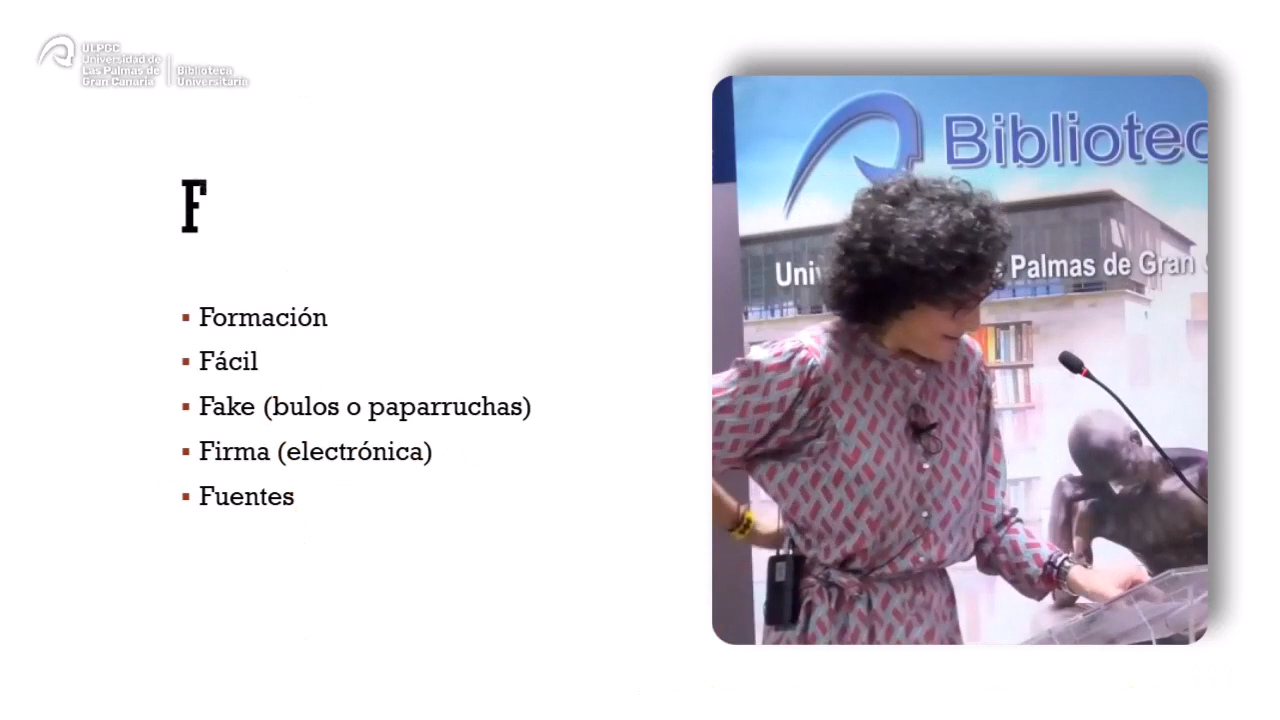 ULPGC
Universidad de
Las Palmas de
Gran Canaria
Biblioteca
Universitaria
F
Formación
Fácil
Fake (bulos o paparruchas)
Firma (electrónica)
Fuentes
Bibliotec
Palmas de Gran